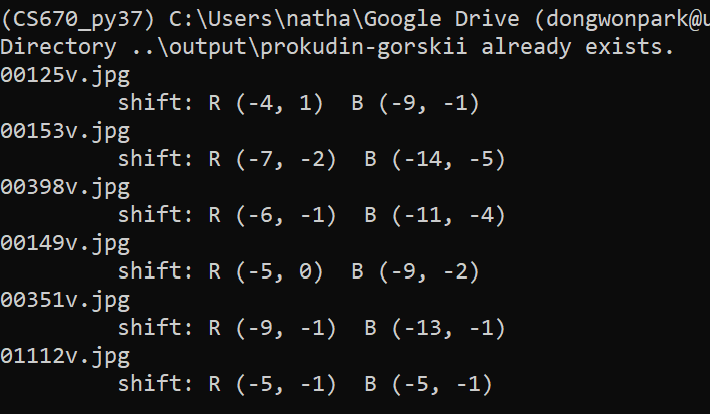 (CS670_py37) C:\Users\natha\Google Drive (dongwonpark@u
Directory ..\output\prokudin-gorskii already exists.
00125v.jpg
shift: R (-4, 1)  B (-9, -1)
00153v.jpg
shift: R (-7, -2)  B (-14, -5)
00398v.jpg
shift: R (-6, -1)  B (-11, -4)
00149v.jpg
shift: R (-5, 0)  B (-9, -2)
00351v.jpg
shift: R (-9, -1)  B (-13, -1)
01112v.jpg
shift: R (-5, -1)  B (-5, -1)